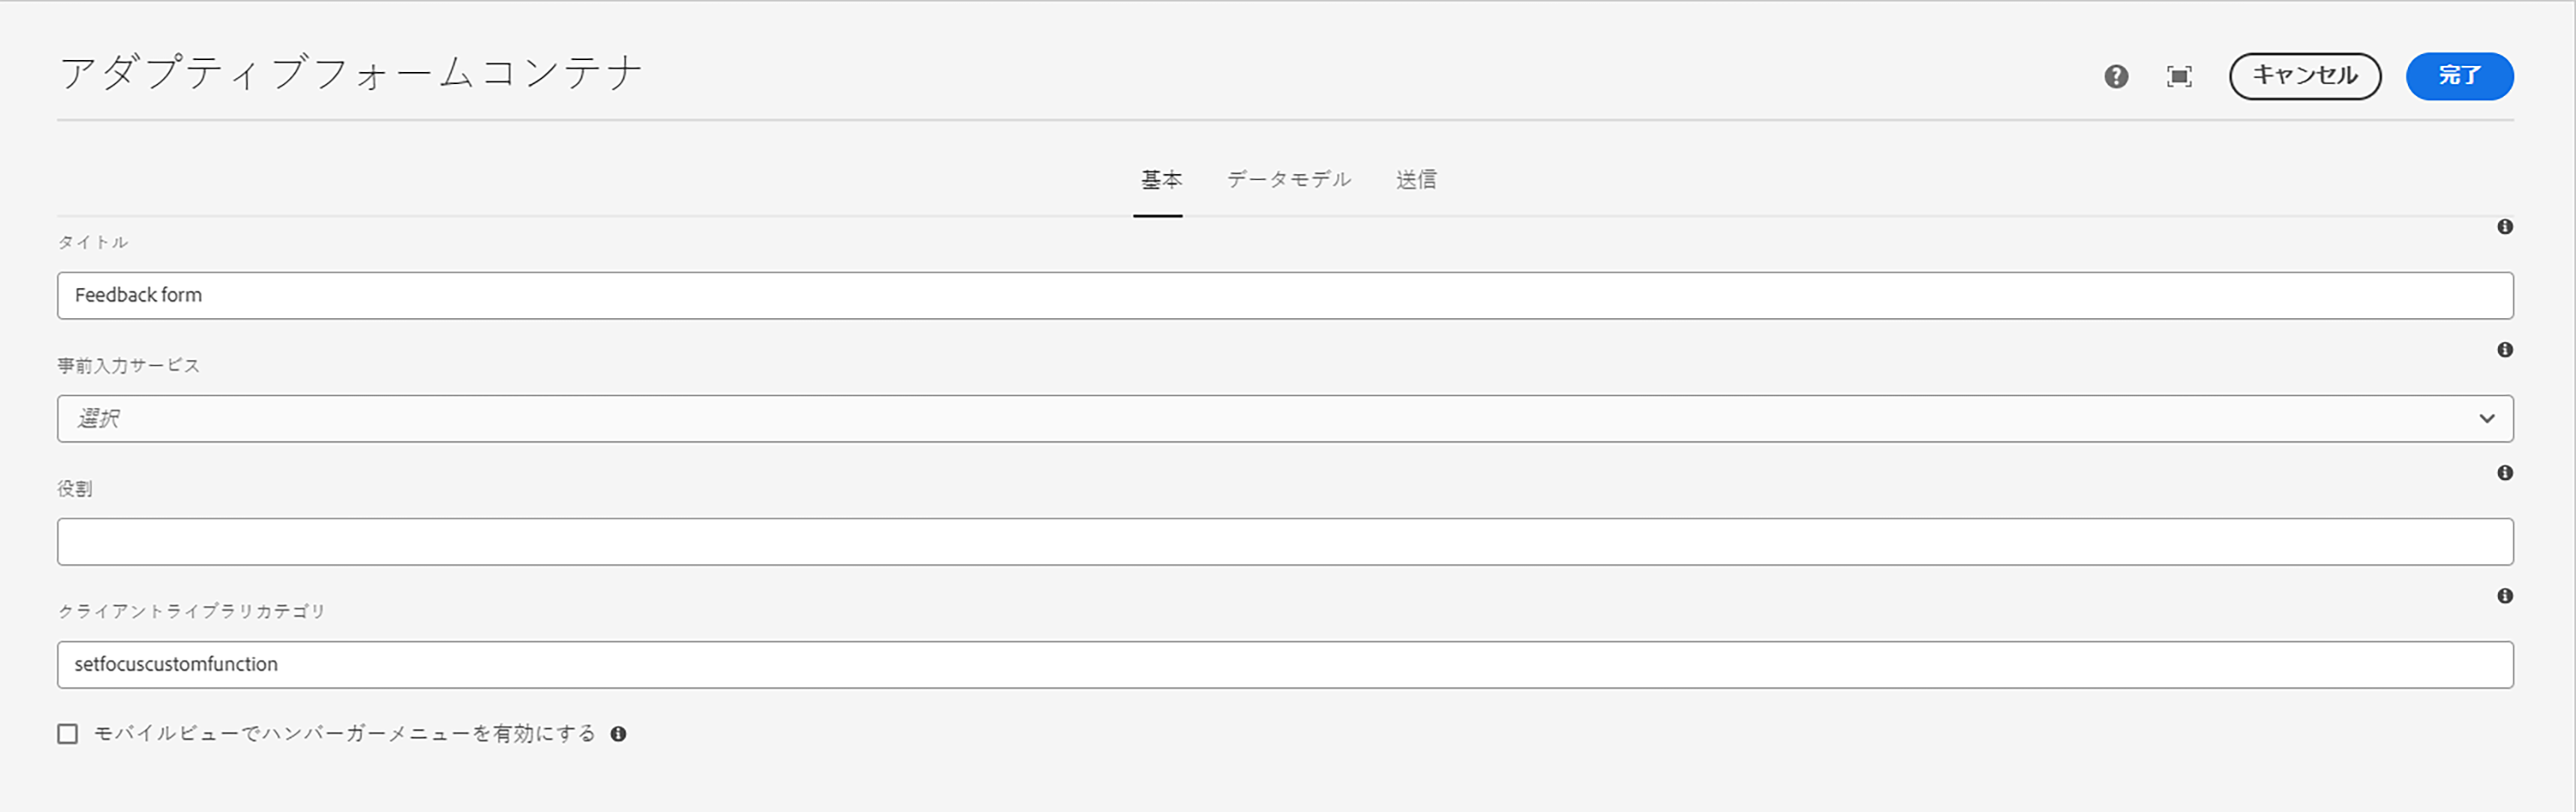 アダプティブフォームコンテナ
キャンセル
完了
基本 データモデル 送信
タイトル
Feedback form
事前入力サービス
選択
役割
クライアントライブラリカテゴリ
setfocuscustomfunction
モバイルビューでハンバーガーメニューを有効にする